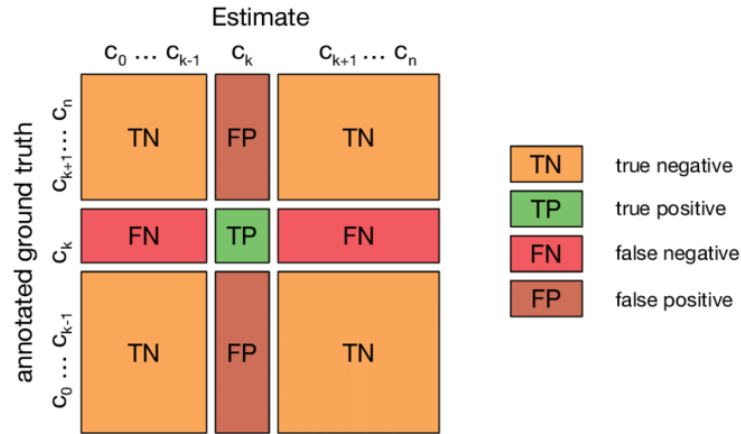 Estimate
c₀ … cₖ₋₁ cₖ cₖ₊₁ … cₙ
annotated ground truth
cₖ₊₁… cₙ
TN FP TN
cₖ
FN TP FN
c₀ … cₖ₋₁
TN FP TN
TN true negative
TP true positive
FN false negative
FP false positive